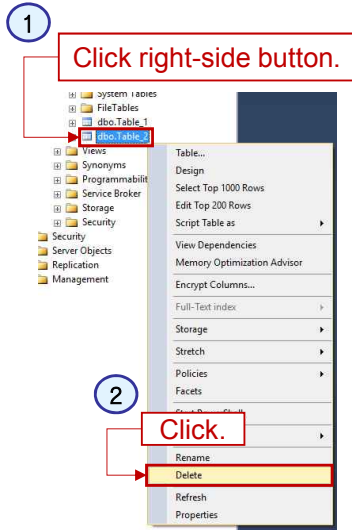 1
Click right-side button.
System Tables
FileTables
dbo.Table_1
dbo.Table_2
Views
Synonyms
Programmabilit
Service Broker
Storage
Security
Security
Server Objects
Replication
Management
Table...
Design
Select Top 1000 Rows
Edit Top 200 Rows
Script Table as
View Dependencies
Memory Optimization Advisor
Encrypt Columns...
Full-Text index
Storage
Stretch
Policies
Facets
2
Click.
Rename
Delete
Refresh
Properties